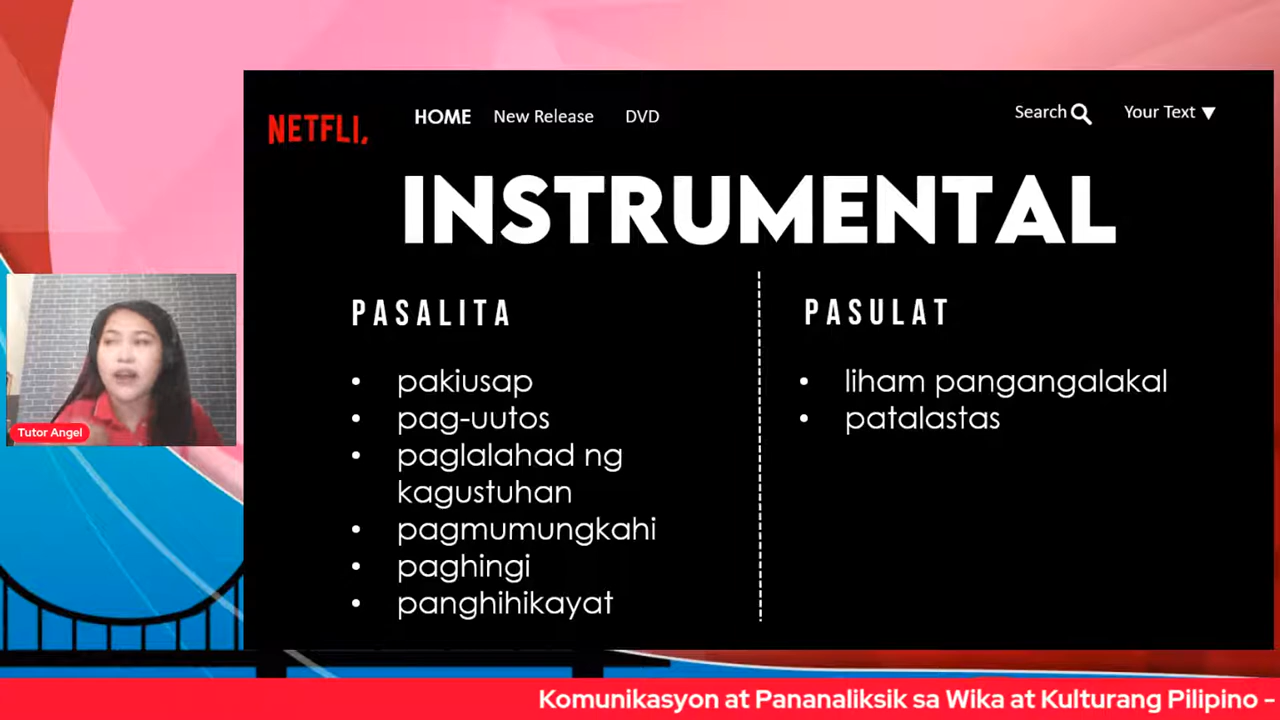 NETFLI.
HOME New Release DVD
Search Your Text
INSTRUMENTAL
PASALITA
• pakiusap
• pag-uutos
• paglalahad ng
kagustuhan
• pagmumungkahi
• paghingi
• panghihikayat
PASULAT
• liham pangangalakal
• patalastas
Tutor Angel
Komunikasyon at Pananaliksik sa Wika at Kulturang Pilipino -